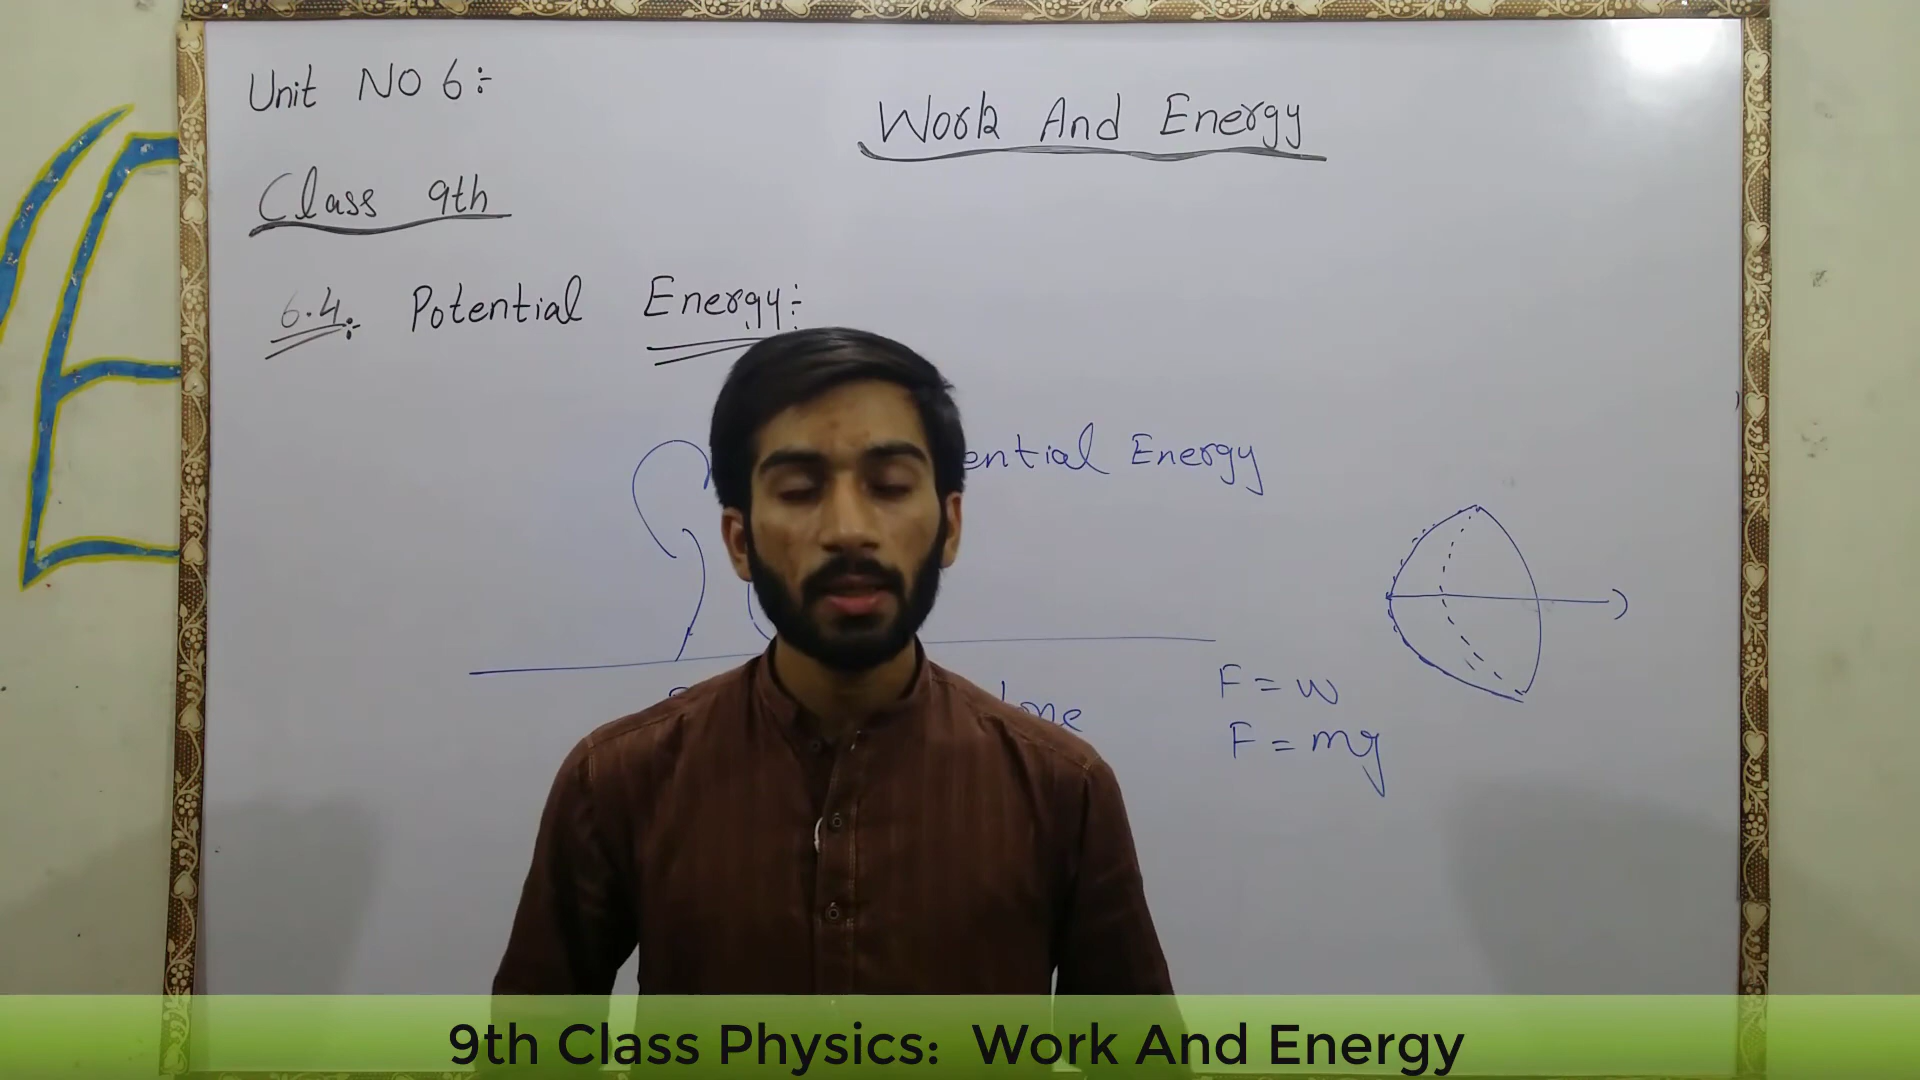 Unit NO 6:-
Work And Energy
Class 9th
6.4:- Potential Energy:-
ential Energy
F = w
F = mg
9th Class Physics: Work And Energy